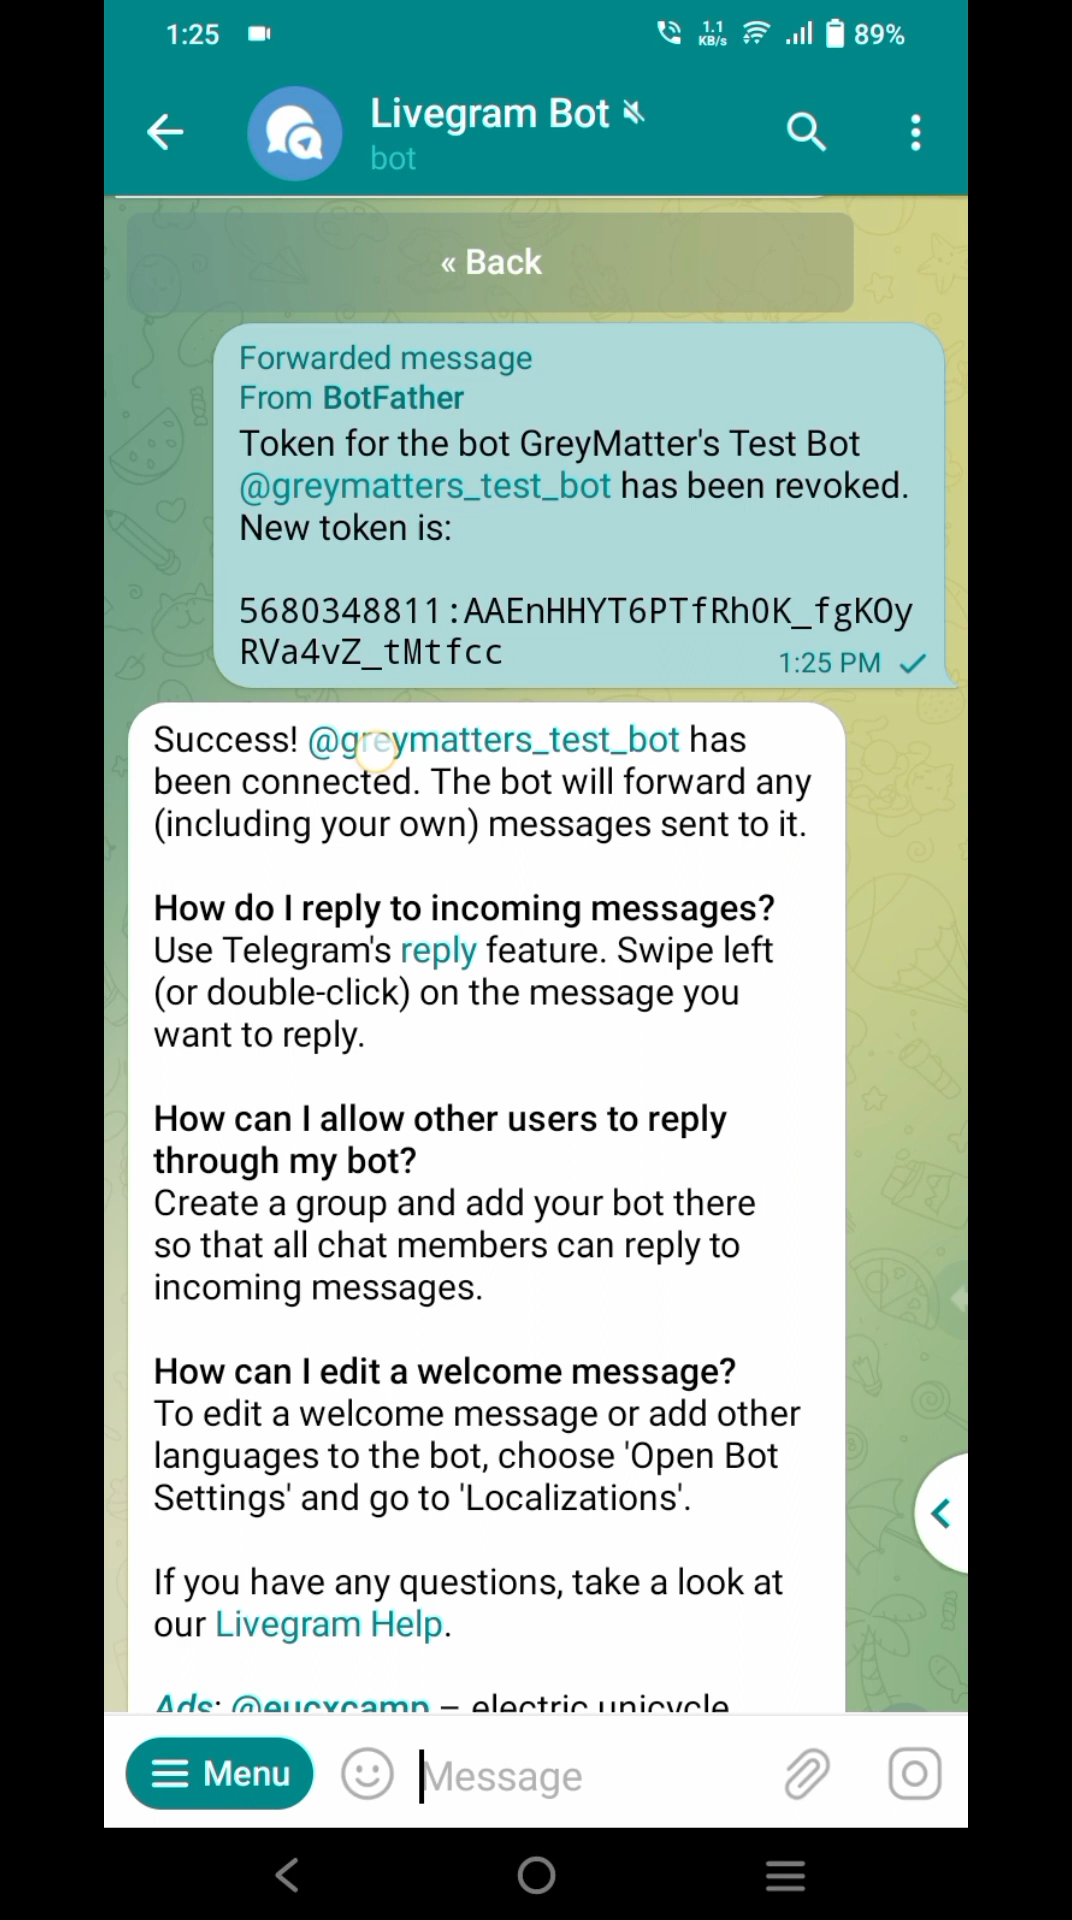 1:25
1.1
KB/s
89%
Livegram Bot
bot
« Back
Forwarded message
From BotFather
Token for the bot GreyMatter's Test Bot
@greymatters_test_bot has been revoked.
New token is:
5680348811:AAEnHHYT6PTfRh0K_fgKOy
RVa4vZ_tMtfcc
1:25 PM
Success! @greymatters_test_bot has
been connected. The bot will forward any
(including your own) messages sent to it.
How do I reply to incoming messages?
Use Telegram's reply feature. Swipe left
(or double-click) on the message you
want to reply.
How can I allow other users to reply
through my bot?
Create a group and add your bot there
so that all chat members can reply to
incoming messages.
How can I edit a welcome message?
To edit a welcome message or add other
languages to the bot, choose 'Open Bot
Settings' and go to 'Localizations'.
If you have any questions, take a look at
our Livegram Help.
Ads: @eucxcamp – electric unicycle
Menu
Message